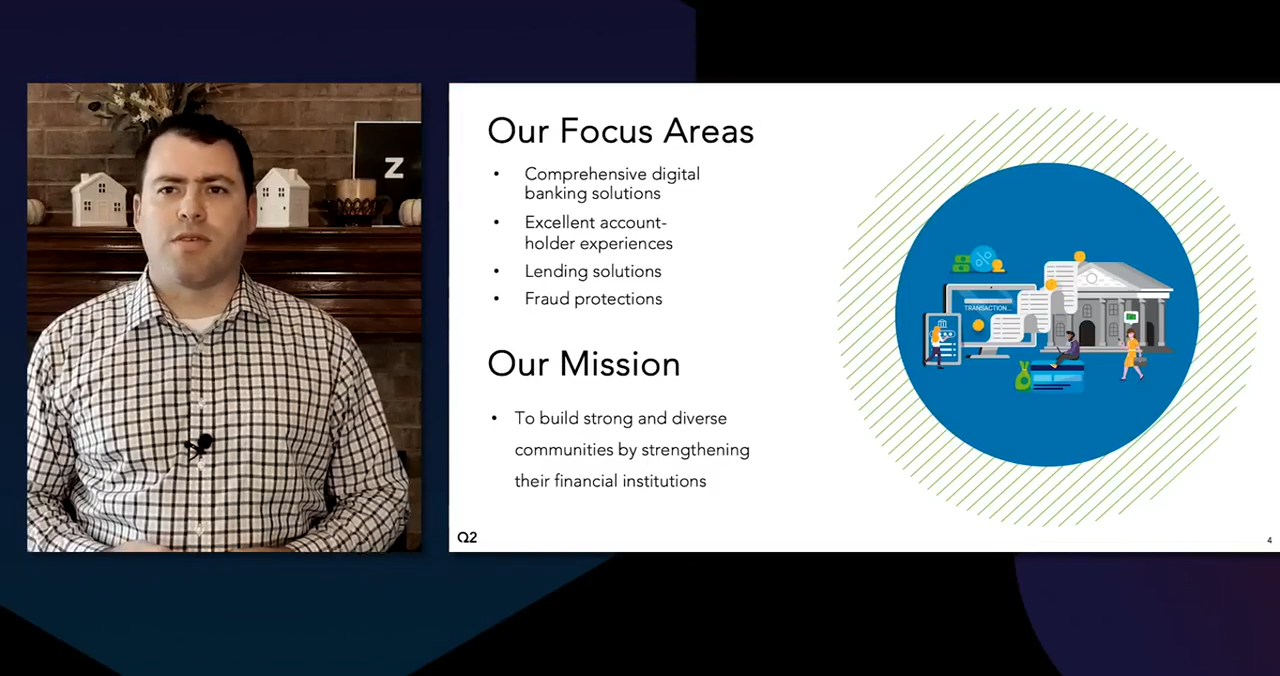 Z
Our Focus Areas
• Comprehensive digital
banking solutions
• Excellent account-
holder experiences
• Lending solutions
• Fraud protections
Our Mission
• To build strong and diverse
communities by strengthening
their financial institutions
TRANSACTION...
Q2
4